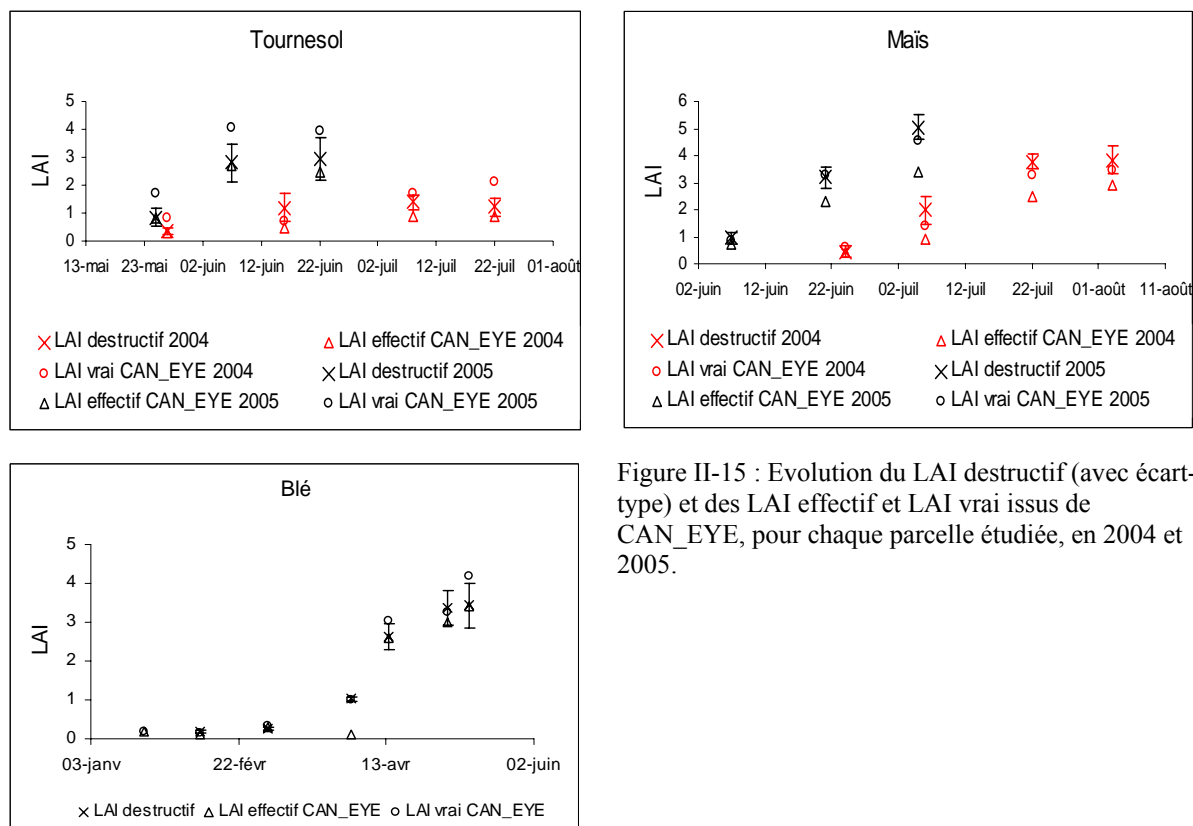 Tournesol
5
4
3
2
1
0
LAI
13-mai 23-mai 02-juin 12-juin 22-juin 02-juil 12-juil 22-juil 01-août
LAI destructif 2004 LAI effectif CAN_EYE 2004
LAI vrai CAN_EYE 2004 LAI destructif 2005
LAI effectif CAN_EYE 2005 LAI vrai CAN_EYE 2005
Maïs
6
5
4
3
2
1
0
LAI
02-juin 12-juin 22-juin 02-juil 12-juil 22-juil 01-août 11-août
LAI destructif 2004 LAI effectif CAN_EYE 2004
LAI vrai CAN_EYE 2004 LAI destructif 2005
LAI effectif CAN_EYE 2005 LAI vrai CAN_EYE 2005
Blé
5
4
3
2
1
0
LAI
03-janv 22-févr 13-avr 02-juin
LAI destructif LAI effectif CAN_EYE LAI vrai CAN_EYE
Figure II-15 : Evolution du LAI destructif (avec écart-
type) et des LAI effectif et LAI vrai issus de
CAN_EYE, pour chaque parcelle étudiée, en 2004 et
2005.